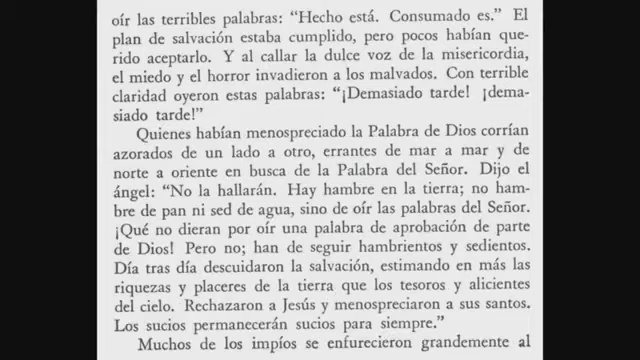 oír las terribles palabras: “Hecho está. Consumado es.” El
plan de salvación estaba cumplido, pero pocos habían que-
rido aceptarlo. Y al callar la dulce voz de la misericordia,
el miedo y el horror invadieron a los malvados. Con terrible
claridad oyeron estas palabras: “¡Demasiado tarde! ¡dema-
siado tarde!”
Quienes habían menospreciado la Palabra de Dios corrían
azorados de un lado a otro, errantes de mar a mar y de
norte a oriente en busca de la Palabra del Señor. Dijo el
ángel: “No la hallarán. Hay hambre en la tierra; no ham-
bre de pan ni sed de agua, sino de oír las palabras del Señor.
¡Qué no dieran por oír una palabra de aprobación de parte
de Dios! Pero no; han de seguir hambrientos y sedientos.
Día tras día descuidaron la salvación, estimando en más las
riquezas y placeres de la tierra que los tesoros y alicientes
del cielo. Rechazaron a Jesús y menospreciaron a sus santos.
Los sucios permanecerán sucios para siempre.”
Muchos de los impíos se enfurecieron grandemente al